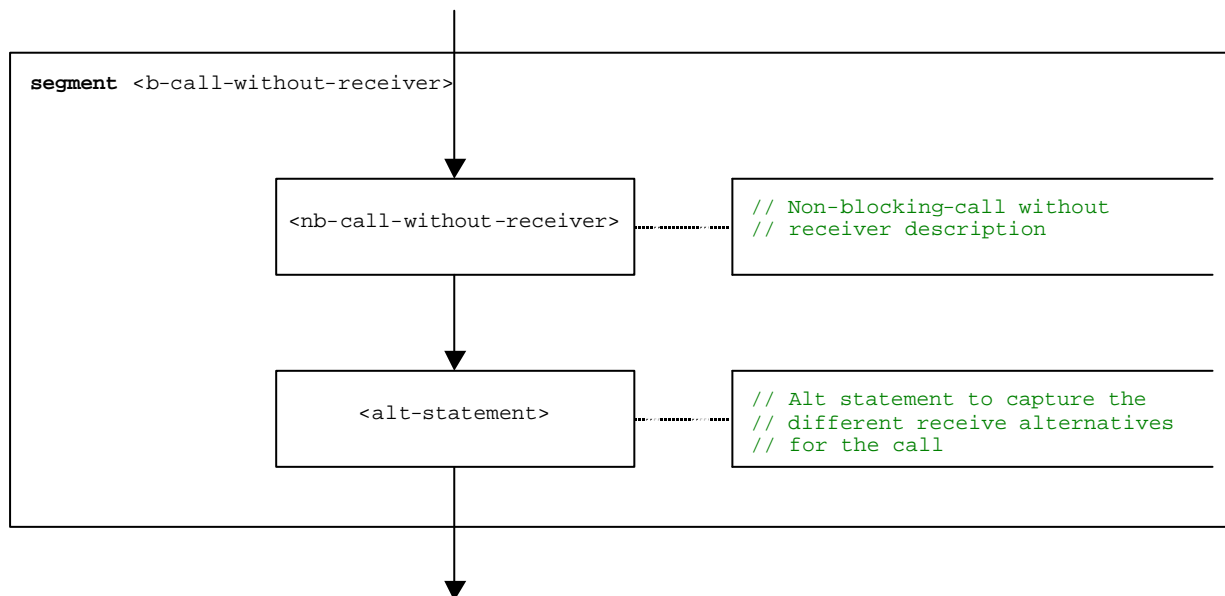 segment <b-call-without-receiver>
<nb-call-without-receiver>
// Non-blocking-call without
// receiver description
<alt-statement>
// Alt statement to capture the
// different receive alternatives
// for the call